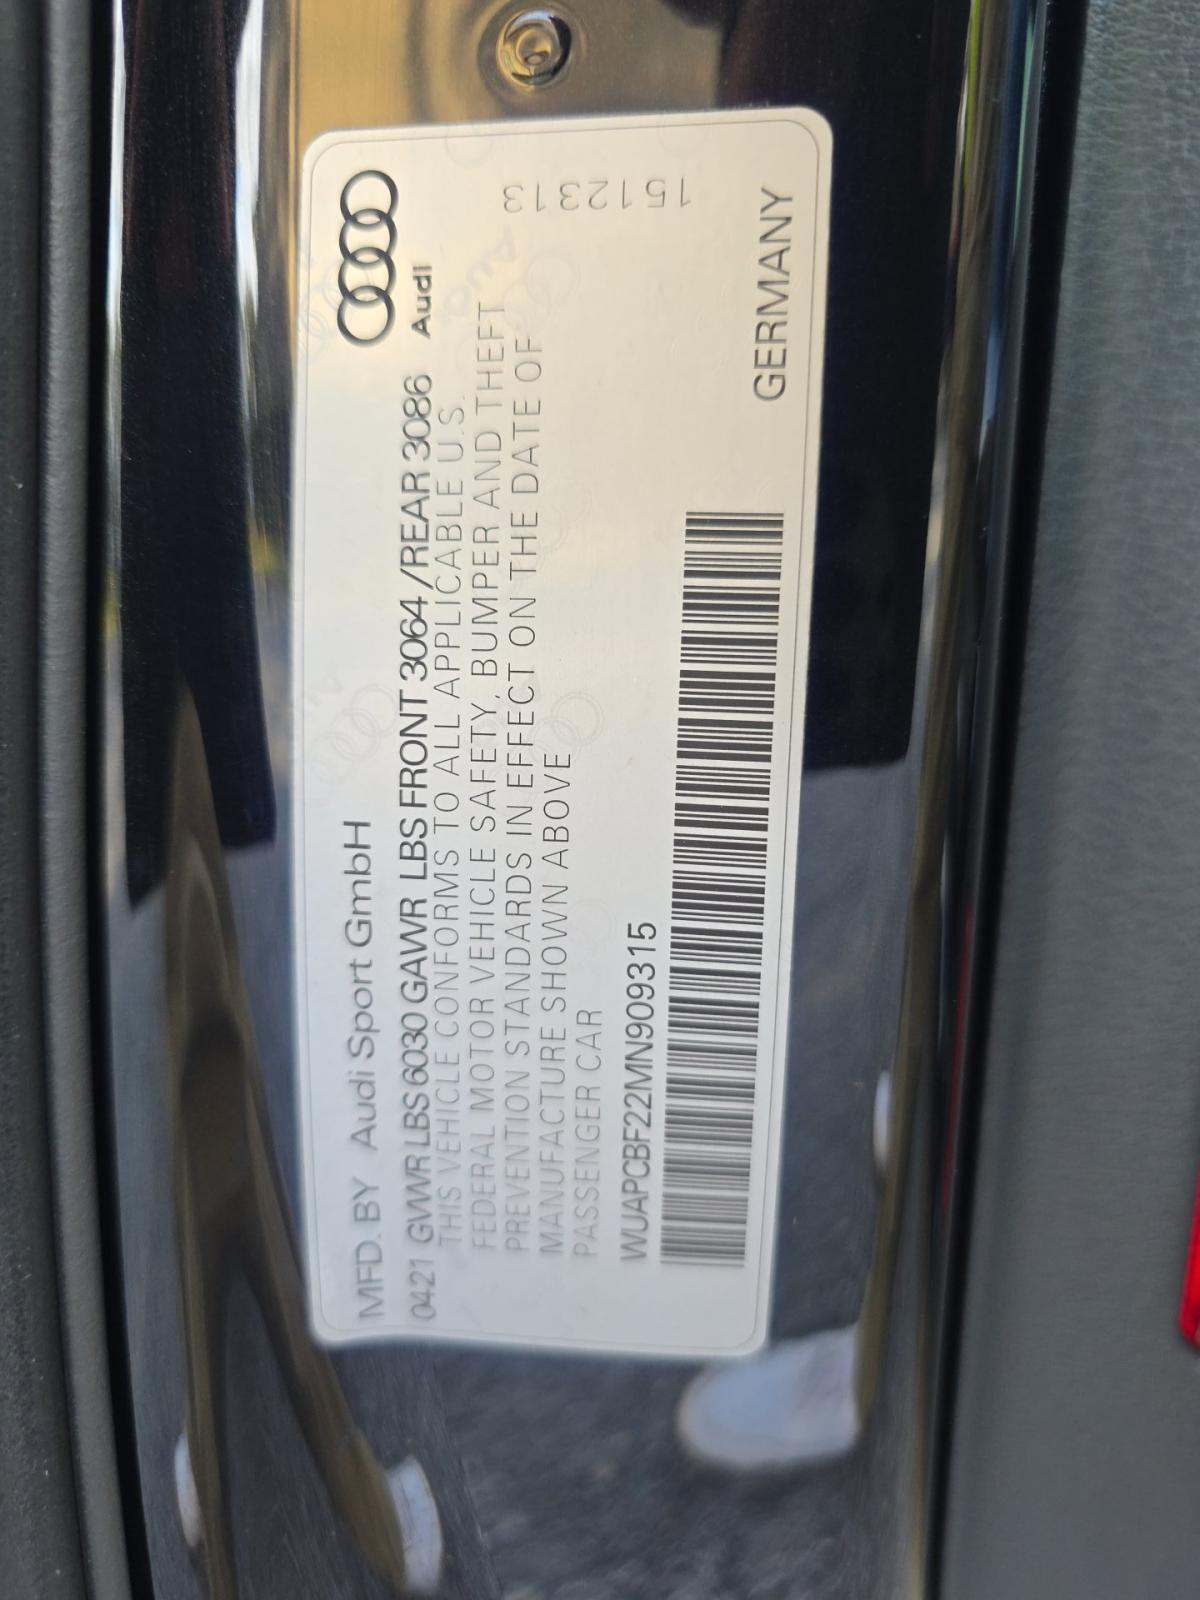 MFD. BY Audi Sport GmbH
Audi
0421 GVWR LBS 6030 GAWR LBS FRONT 3064 /REAR 3086
THIS VEHICLE CONFORMS TO ALL APPLICABLE U.S.
FEDERAL MOTOR VEHICLE SAFETY, BUMPER AND THEFT
PREVENTION STANDARDS IN EFFECT ON THE DATE OF
MANUFACTURE SHOWN ABOVE
PASSENGER CAR
WUAPCBF22MN909315
1512313
GERMANY